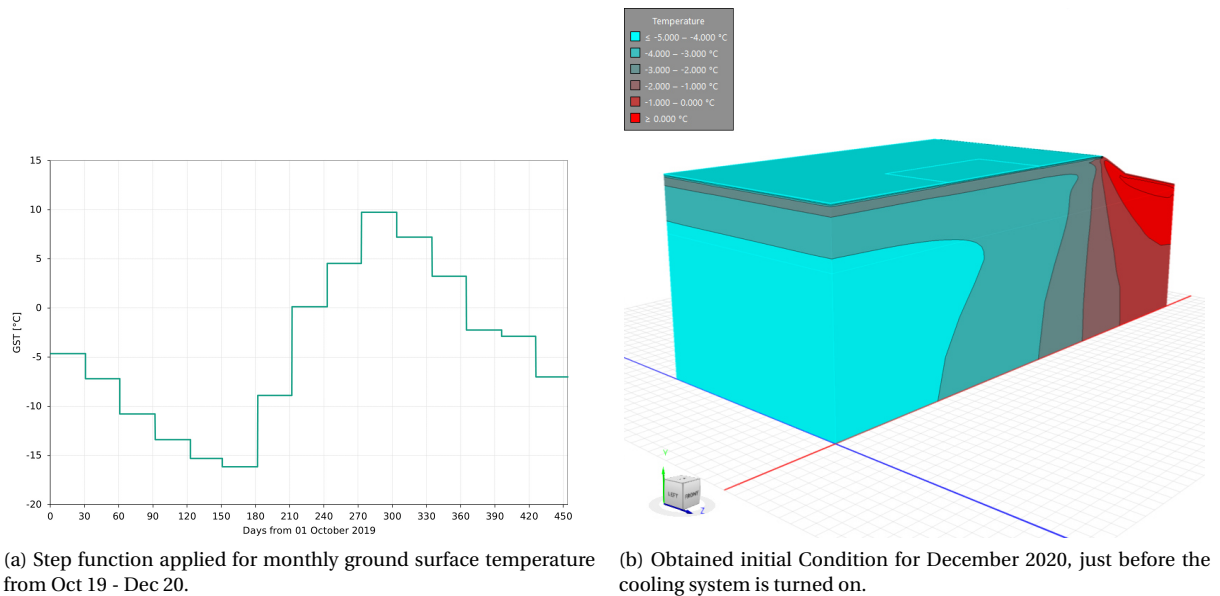 Temperature
≤ -5.000 – -4.000 °C
-4.000 – -3.000 °C
-3.000 – -2.000 °C
-2.000 – -1.000 °C
-1.000 – 0.000 °C
≥ 0.000 °C
15
10
5
0
-5
-10
-15
-20
GST [°C]
0 30 60 90 120 150 180 210 240 270 300 330 360 390 420 450
Days from 01 October 2019
Y
LEFT FRONT
Z
(a) Step function applied for monthly ground surface temperature
from Oct 19 - Dec 20.
(b) Obtained initial Condition for December 2020, just before the
cooling system is turned on.